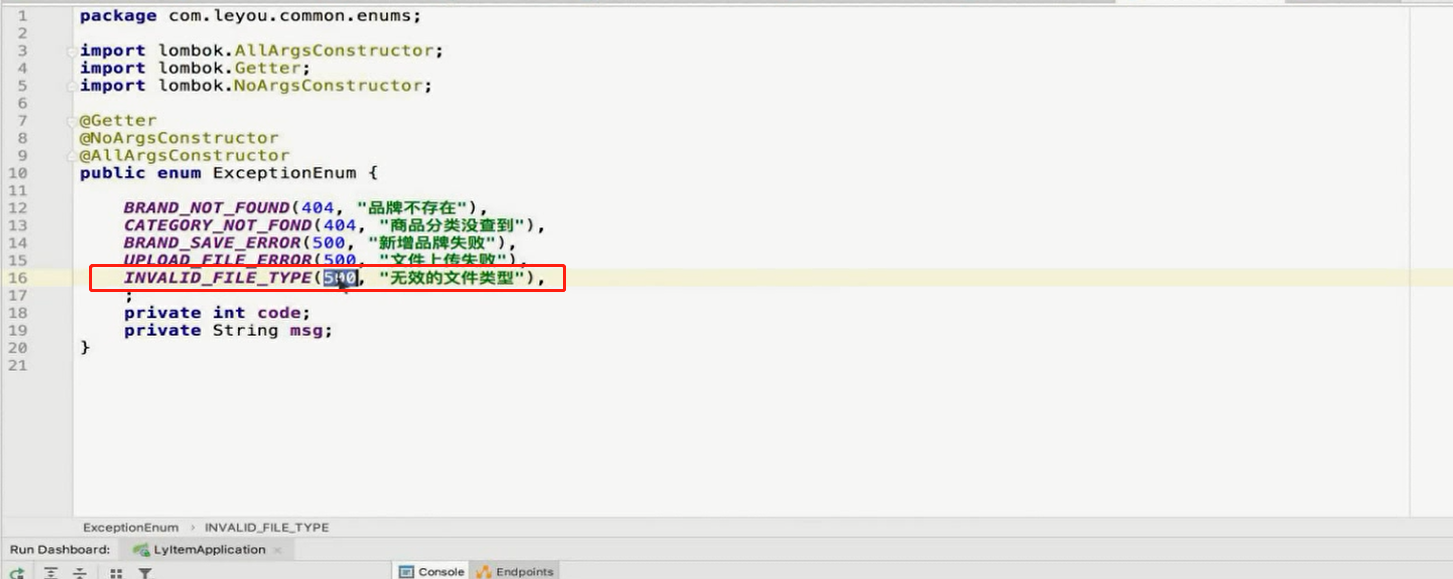 1 package com.leyou.common.enums;
2
3 import lombok.AllArgsConstructor;
4 import lombok.Getter;
5 import lombok.NoArgsConstructor;
6
7 @Getter
8 @NoArgsConstructor
9 @AllArgsConstructor
10 public enum ExceptionEnum {
11
12 BRAND_NOT_FOUND(404, "品牌不存在"),
13 CATEGORY_NOT_FOND(404, "商品分类没查到"),
14 BRAND_SAVE_ERROR(500, "新增品牌失败"),
15 UPLOAD_FILE_ERROR(500, "文件上传失败"),
16 INVALID_FILE_TYPE(500, "无效的文件类型"),
17 ;
18 private int code;
19 private String msg;
20 }
21
ExceptionEnum › INVALID_FILE_TYPE
Run Dashboard: LyItemApplication ×
Console Endpoints